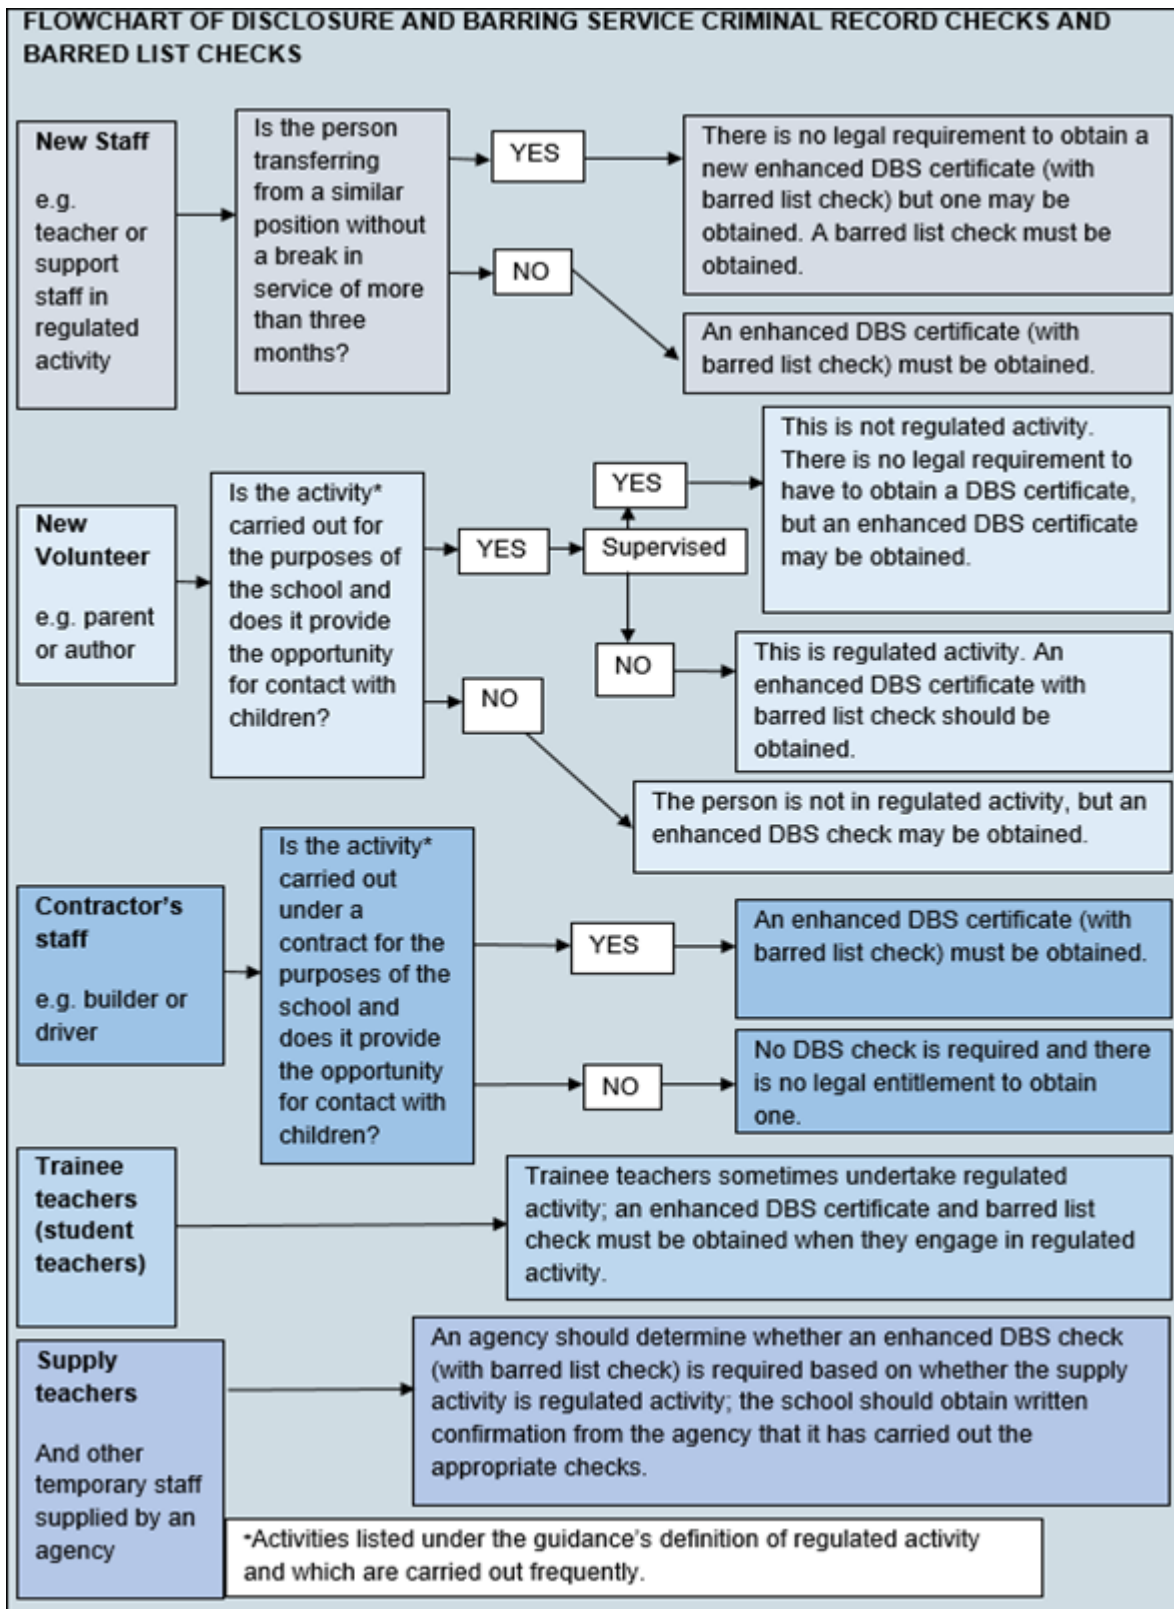 FLOWCHART OF DISCLOSURE AND BARRING SERVICE CRIMINAL RECORD CHECKS AND
BARRED LIST CHECKS
New Staff
e.g.
teacher or
support
staff in
regulated
activity
Is the person
transferring
from a similar
position without
a break in
service of more
than three
months?
YES
There is no legal requirement to obtain a
new enhanced DBS certificate (with
barred list check) but one may be
obtained. A barred list check must be
obtained.
NO
An enhanced DBS certificate (with
barred list check) must be obtained.
New
Volunteer
e.g. parent
or author
Is the activity*
carried out for
the purposes of
the school and
does it provide
the opportunity
for contact with
children?
YES
Supervised
YES
This is not regulated activity.
There is no legal requirement to
have to obtain a DBS certificate,
but an enhanced DBS certificate
may be obtained.
NO
This is regulated activity. An
enhanced DBS certificate with
barred list check should be
obtained.
NO
The person is not in regulated activity, but an
enhanced DBS check may be obtained.
Contractor's
staff
e.g. builder or
driver
Is the activity*
carried out
under a
contract for the
purposes of the
school and
does it provide
the opportunity
for contact with
children?
YES
An enhanced DBS certificate (with
barred list check) must be obtained.
NO
No DBS check is required and there
is no legal entitlement to obtain
one.
Trainee
teachers
(student
teachers)
Trainee teachers sometimes undertake regulated
activity; an enhanced DBS certificate and barred list
check must be obtained when they engage in regulated
activity.
Supply
teachers
And other
temporary staff
supplied by an
agency
An agency should determine whether an enhanced DBS check
(with barred list check) is required based on whether the supply
activity is regulated activity; the school should obtain written
confirmation from the agency that it has carried out the
appropriate checks.
*Activities listed under the guidance's definition of regulated activity
and which are carried out frequently.